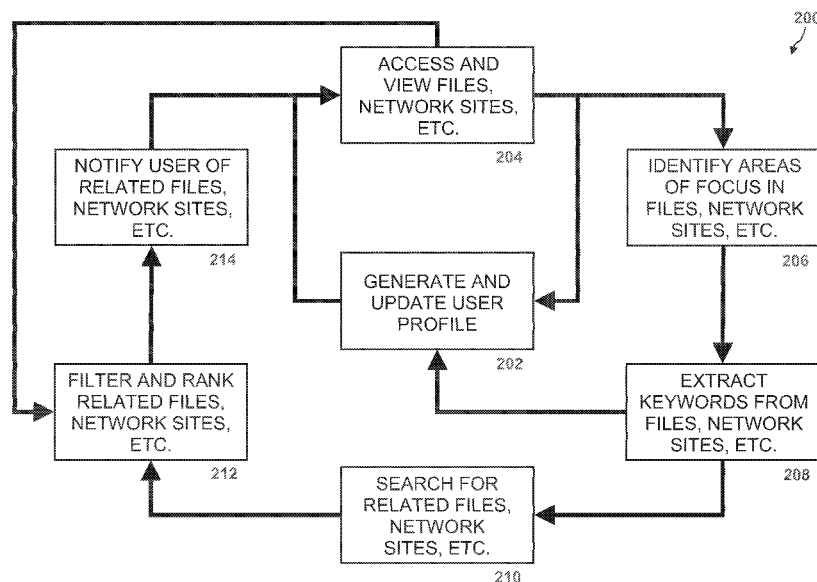 200
ACCESS AND
VIEW FILES,
NETWORK SITES,
ETC.
204
NOTIFY USER OF
RELATED FILES,
NETWORK SITES,
ETC.
214
IDENTIFY AREAS
OF FOCUS IN
FILES, NETWORK
SITES, ETC.
206
GENERATE AND
UPDATE USER
PROFILE
202
FILTER AND RANK
RELATED FILES,
NETWORK SITES,
ETC.
212
EXTRACT
KEYWORDS FROM
FILES, NETWORK
SITES, ETC.
208
SEARCH FOR
RELATED FILES,
NETWORK
SITES, ETC.
210